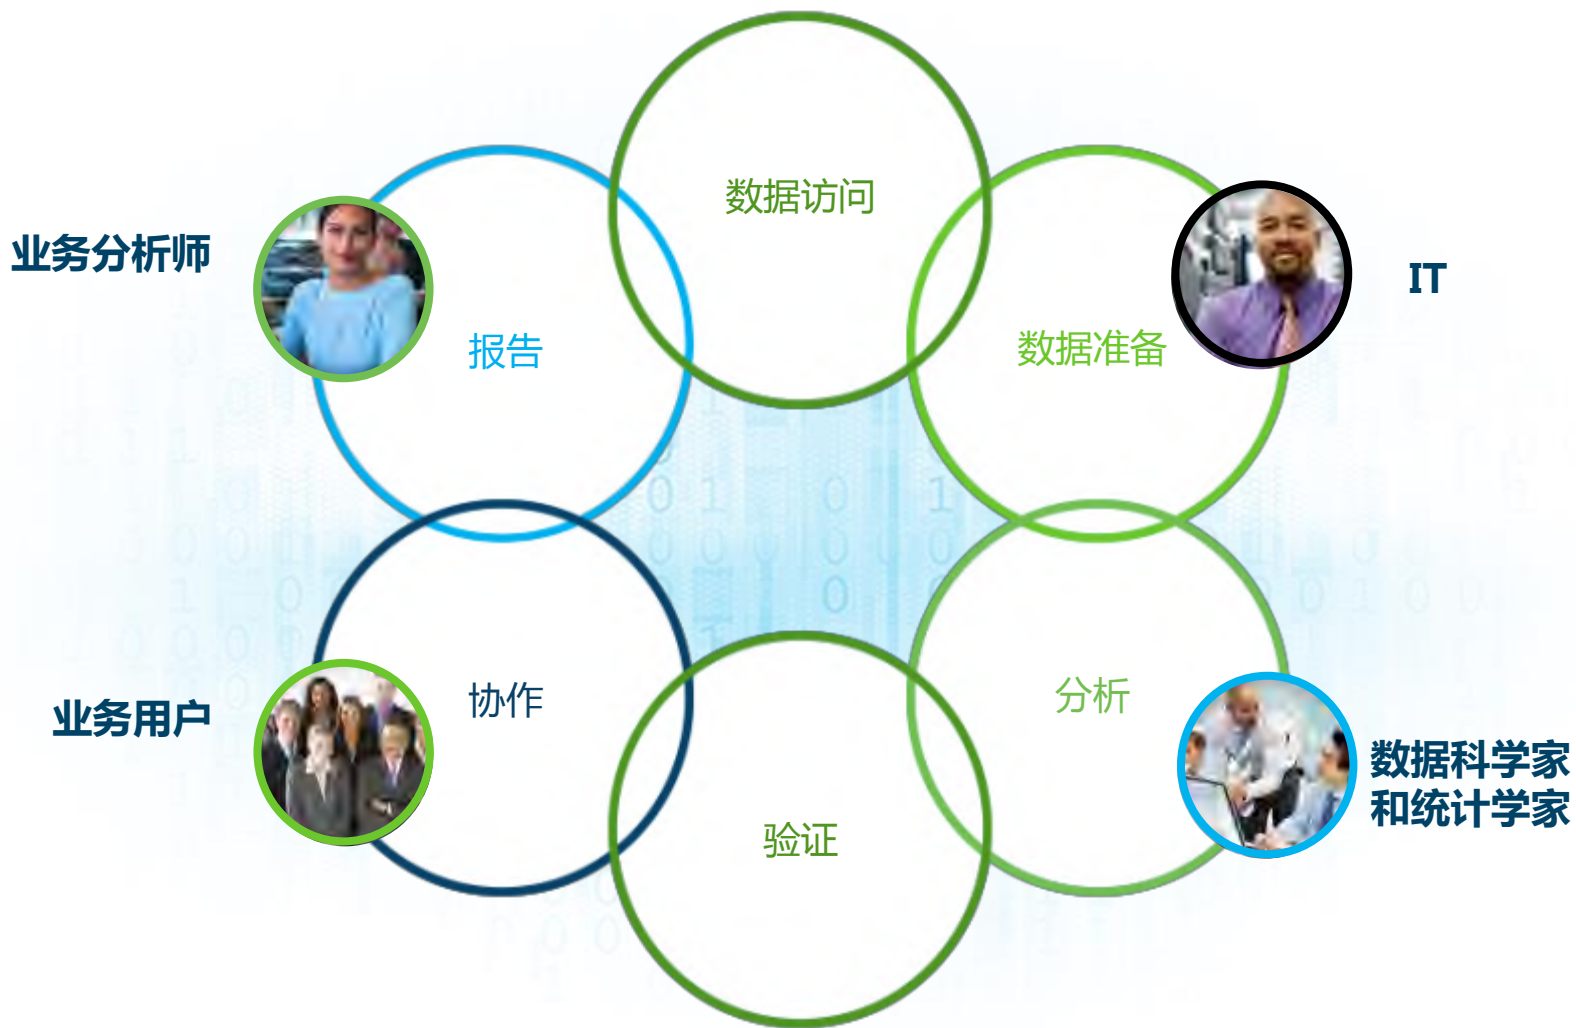 数据访问
业务分析师
IT
报告
数据准备
业务用户
协作
分析
数据科学家
和统计学家
验证